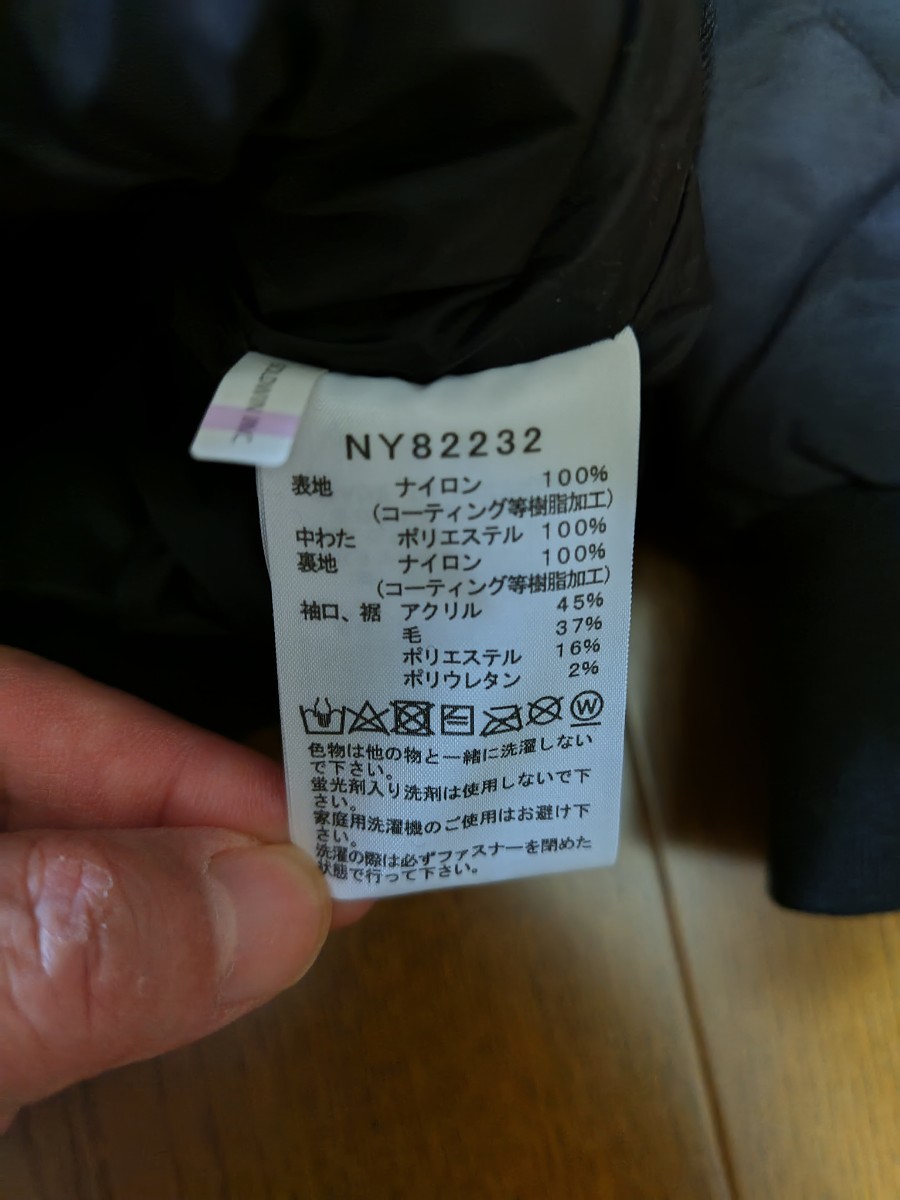 NY82232
表地 ナイロン 100%
(コーティング等樹脂加工)
中わた ポリエステル 100%
裏地 ナイロン 100%
(コーティング等樹脂加工)
袖口、裾 アクリル 45%
毛 37%
ポリエステル 16%
ポリウレタン 2%
W
色物は他の物と一緒に洗濯しない
で下さい。
蛍光剤入り洗剤は使用しないで下
さい。
家庭用洗濯機のご使用はお避け下
さい。
洗濯の際は必ずファスナーを閉めた
状態で行って下さい。
INC